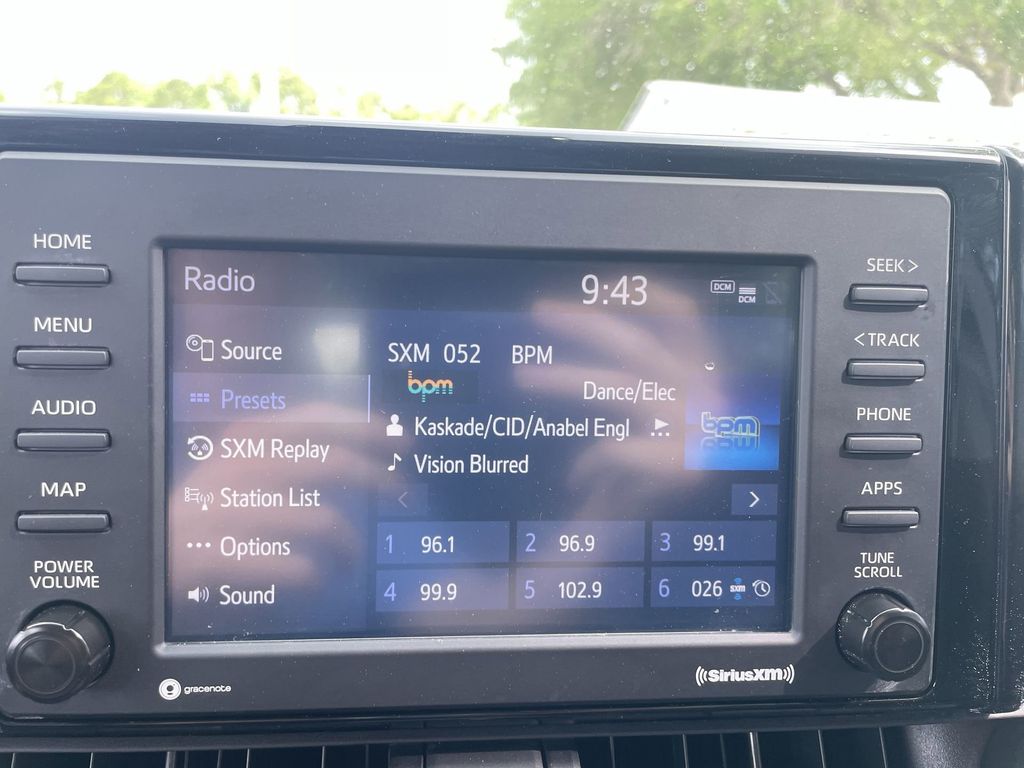 HOME
MENU
AUDIO
MAP
POWER
VOLUME
Radio
9:43
DCM
DCM
Source
Presets
SXM Replay
Station List
Options
Sound
SXM 052 BPM
bpm
Dance/Elec
Kaskade/CID/Anabel Engl
Vision Blurred
bpm
1 96.1
2 96.9
3 99.1
4 99.9
5 102.9
6 026 sxm
SEEK >
< TRACK
PHONE
APPS
TUNE
SCROLL
gracenote
((SiriusXM))